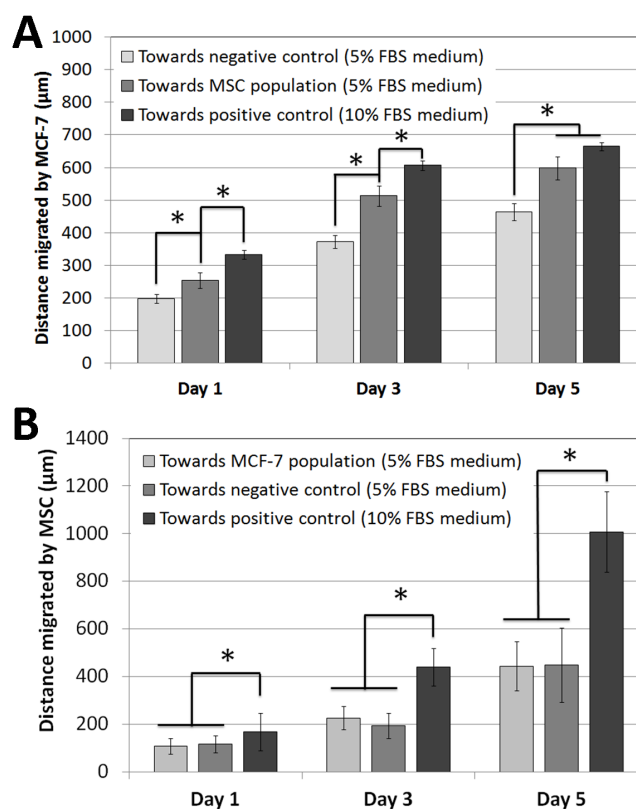 A
Distance migrated by MCF-7 (µm)
1000
900
800
700
600
500
400
300
200
100
0
Towards negative control (5% FBS medium)
Towards MSC population (5% FBS medium)
Towards positive control (10% FBS medium)
*
*
*
*
*
Day 1
Day 3
Day 5
B
Distance migrated by MSC (µm)
1400
1200
1000
800
600
400
200
0
Towards MCF-7 population (5% FBS medium)
Towards negative control (5% FBS medium)
Towards positive control (10% FBS medium)
*
*
*
Day 1
Day 3
Day 5